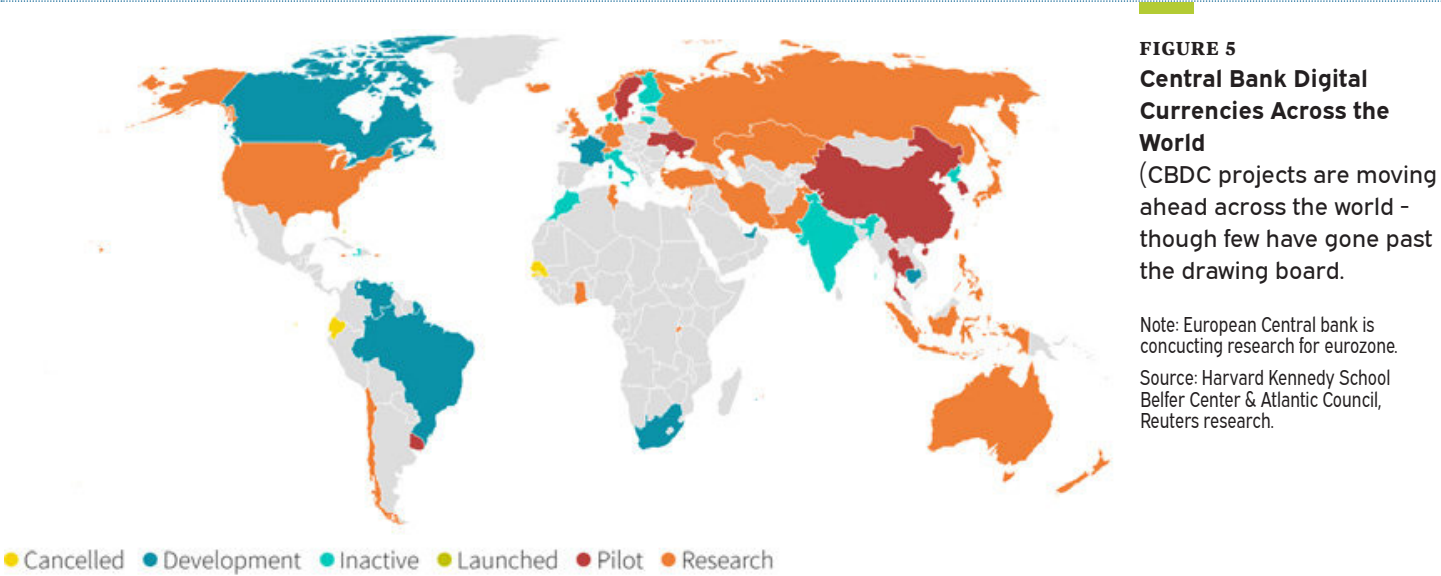 FIGURE 5
Central Bank Digital
Currencies Across the
World
(CBDC projects are moving
ahead across the world -
though few have gone past
the drawing board.
Note: European Central bank is
concucting research for eurozone.
Source: Harvard Kennedy School
Belfer Center & Atlantic Council,
Reuters research.
Cancelled Development Inactive Launched Pilot Research